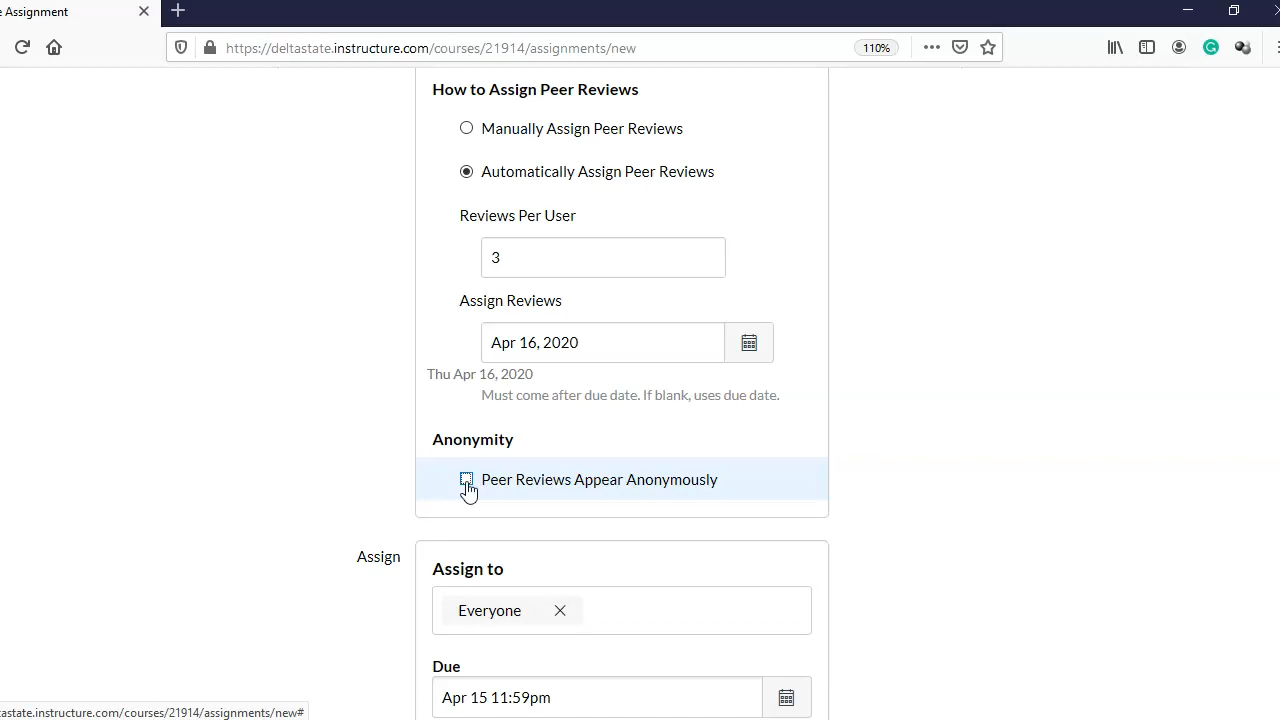 e Assignment
https://deltastate.instructure.com/courses/21914/assignments/new
110%
How to Assign Peer Reviews
Manually Assign Peer Reviews
Automatically Assign Peer Reviews
Reviews Per User
3
Assign Reviews
Apr 16, 2020
Thu Apr 16, 2020
Must come after due date. If blank, uses due date.
Anonymity
Peer Reviews Appear Anonymously
Assign
Assign to
Everyone
Due
Apr 15 11:59pm
tastate.instructure.com/courses/21914/assignments/new#